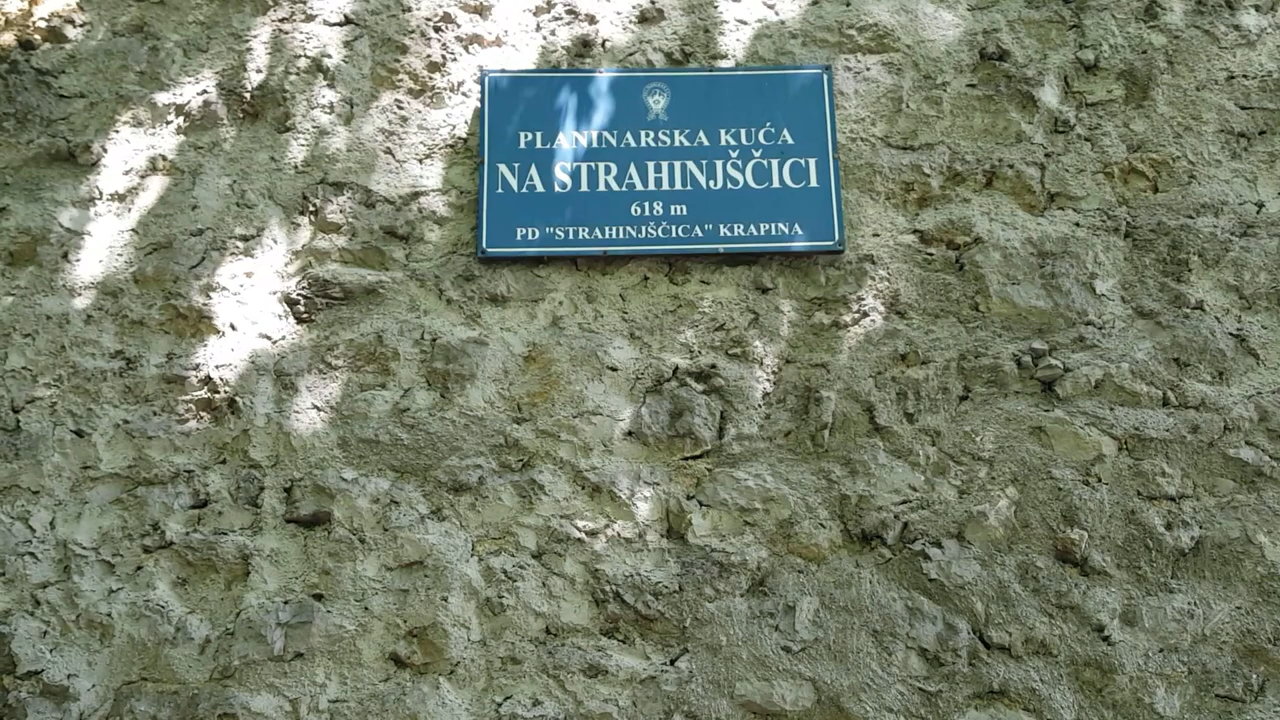 PLANINARSKA KUĆA
NA STRAHINJŠČICI
618 m
PD "STRAHINJŠČICA" KRAPINA